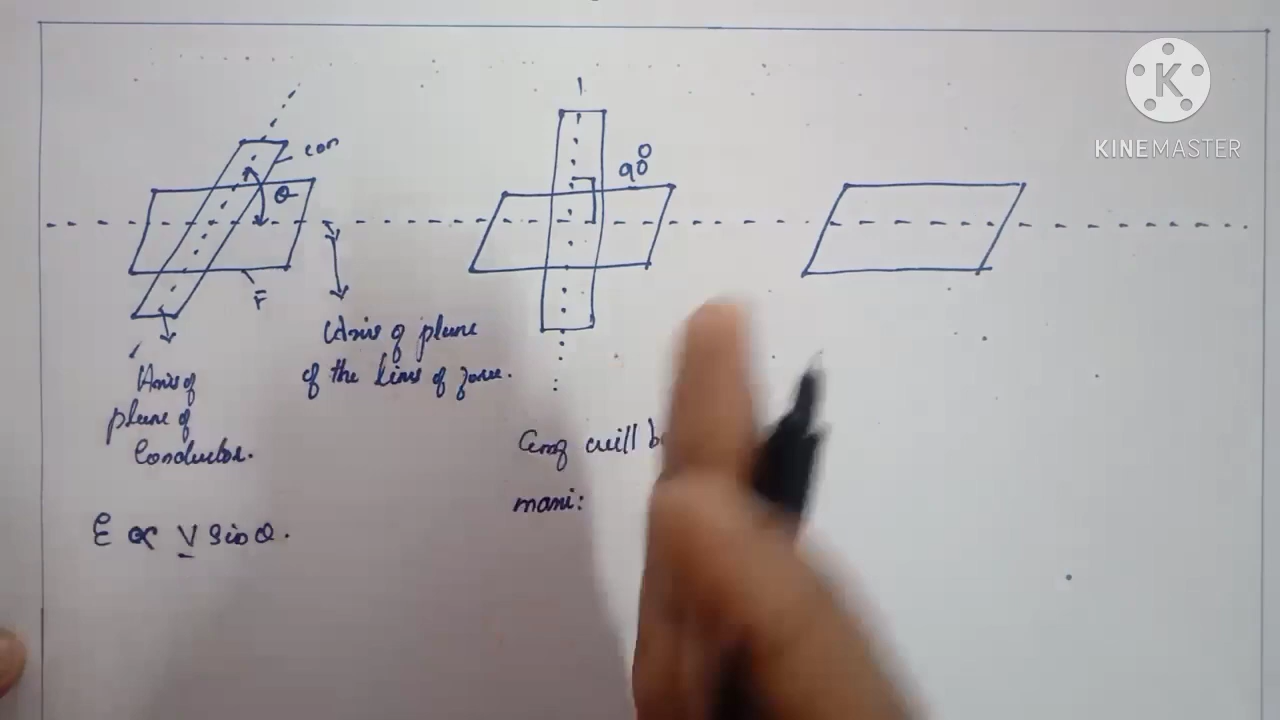 K
KINEMASTER
con
θ
90°
F
Axis of plane
of the lines of force.
Axis of
plane of
Conductor.
Emf will b
maxi:
E ∝ V Sin θ.